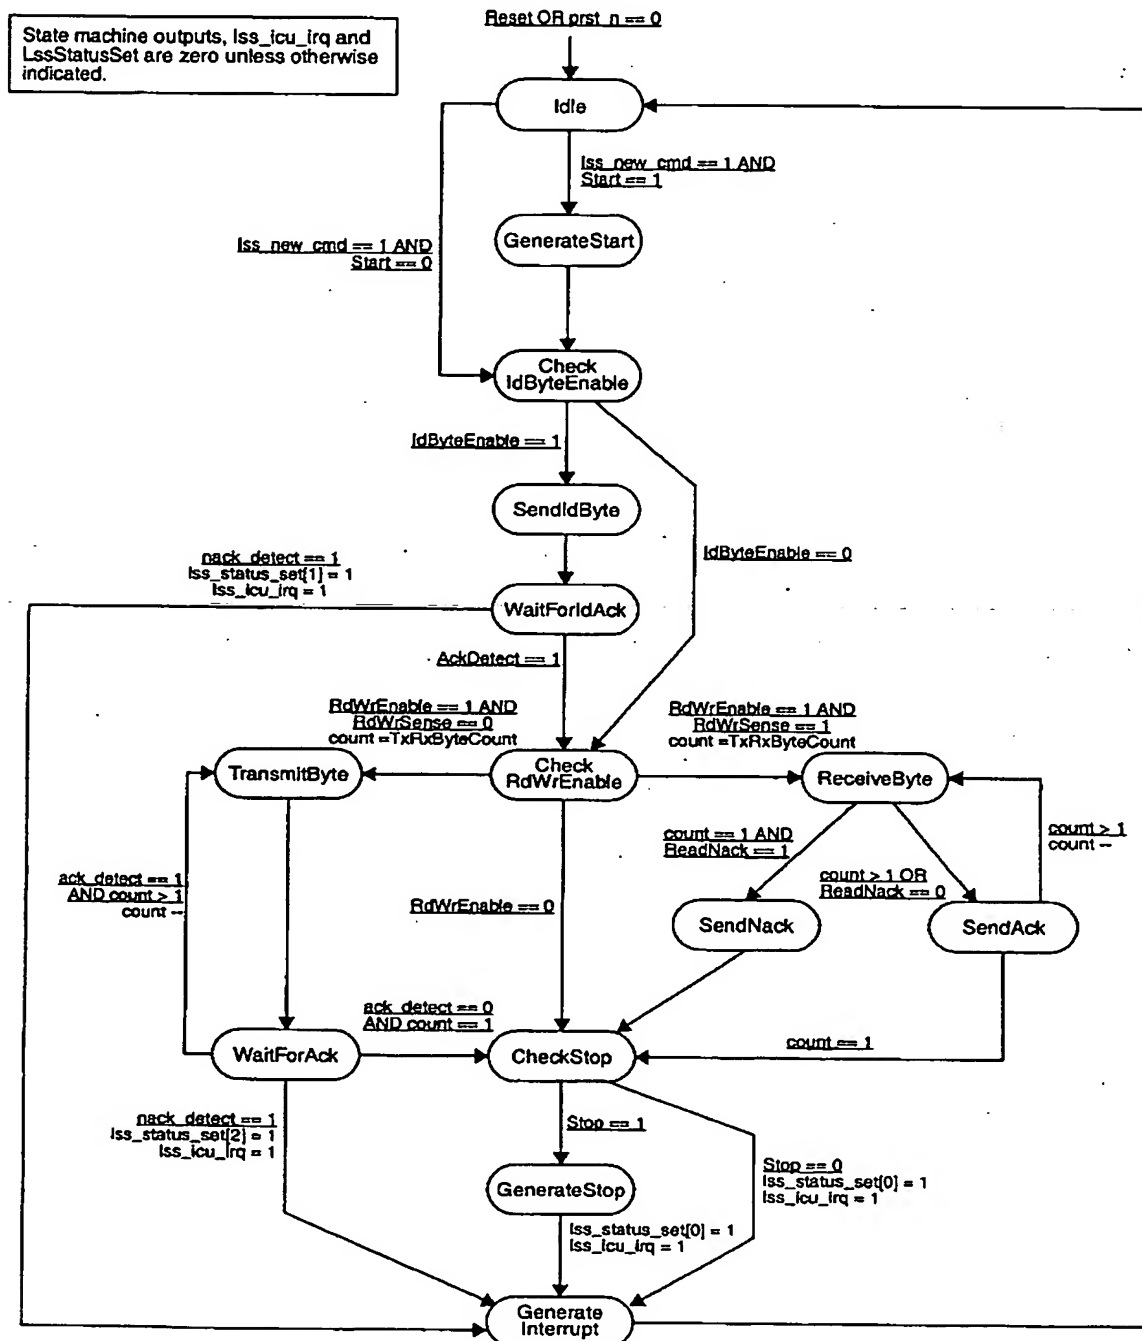 Reset OR prst_n == 0
State machine outputs, lss_icu_irq and
LssStatusSet are zero unless otherwise
indicated.
Idle
lss_new_cmd == 1 AND
Start == 1
GenerateStart
lss_new_cmd == 1 AND
Start == 0
Check
IdByteEnable
IdByteEnable == 1
SendIdByte
IdByteEnable == 0
nack_detect == 1
lss_status_set[1] = 1
lss_icu_irq = 1
WaitForIdAck
AckDetect == 1
RdWrEnable == 1 AND
RdWrSense == 0
count =TxRxByteCount
RdWrEnable == 1 AND
RdWrSense == 1
count =TxRxByteCount
TransmitByte
Check
RdWrEnable
ReceiveByte
count == 1 AND
ReadNack == 1
count > 1
count --
ack_detect == 1
AND count > 1
count --
count > 1 OR
ReadNack == 0
RdWrEnable == 0
SendNack
SendAck
ack_detect == 0
AND count == 1
WaitForAck
CheckStop
count == 1
nack_detect == 1
lss_status_set[2] = 1
lss_icu_irq = 1
Stop == 1
Stop == 0
lss_status_set[0] = 1
lss_icu_irq = 1
GenerateStop
lss_status_set[0] = 1
lss_icu_irq = 1
Generate
Interrupt